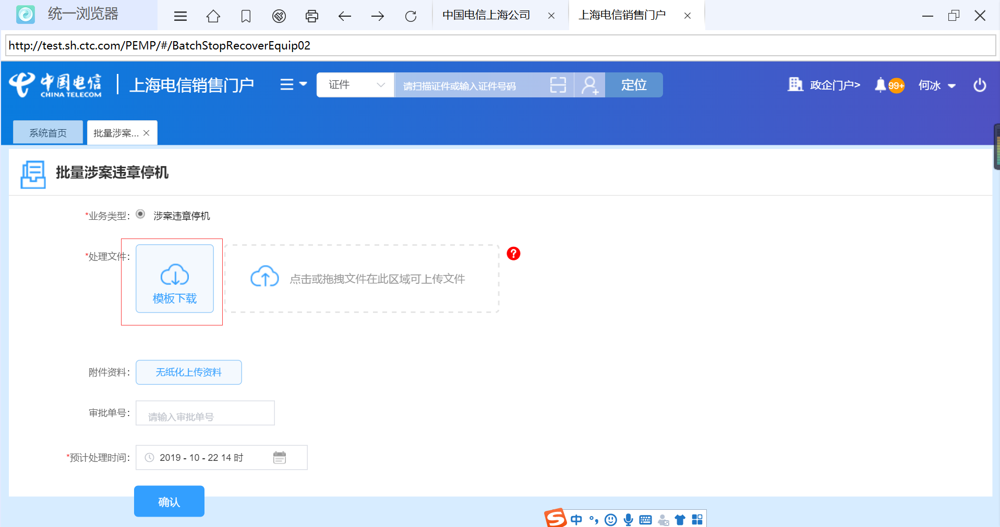 统一浏览器
中国电信上海公司
上海电信销售门户
http://test.sh.ctc.com/PEMP/#/BatchStopRecoverEquip02
中国电信
CHINA TELECOM
上海电信销售门户
证件
请扫描证件或输入证件号码
定位
政企门户>
99+
何冰
系统首页
批量涉案...
批量涉案违章停机
*业务类型:
涉案违章停机
*处理文件:
模板下载
点击或拖拽文件在此区域可上传文件
?
附件资料:
无纸化上传资料
审批单号:
请输入审批单号
*预计处理时间:
2019 - 10 - 22 14 时
确认
S 中 °,